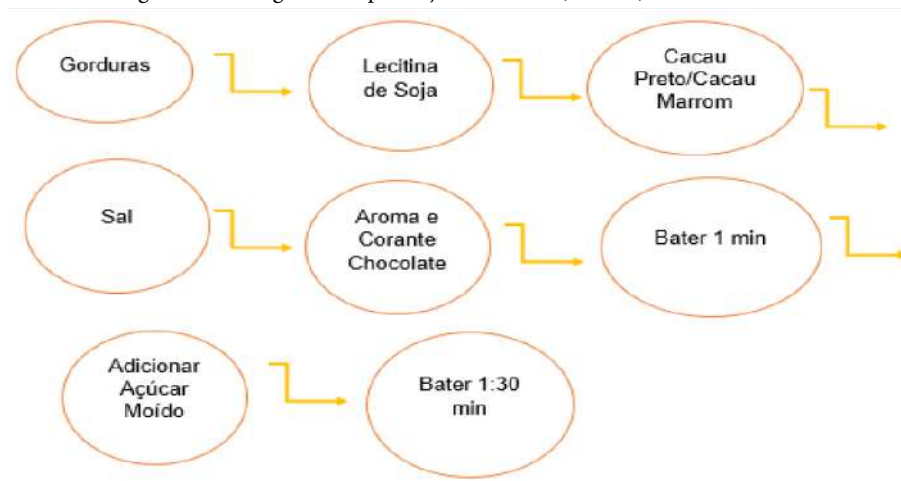 Gorduras
Lecitina
de Soja
Cacau
Preto/Cacau
Marrom
Sal
Aroma e
Corante
Chocolate
Bater 1 min
Adicionar
Açúcar
Moído
Bater 1:30
min